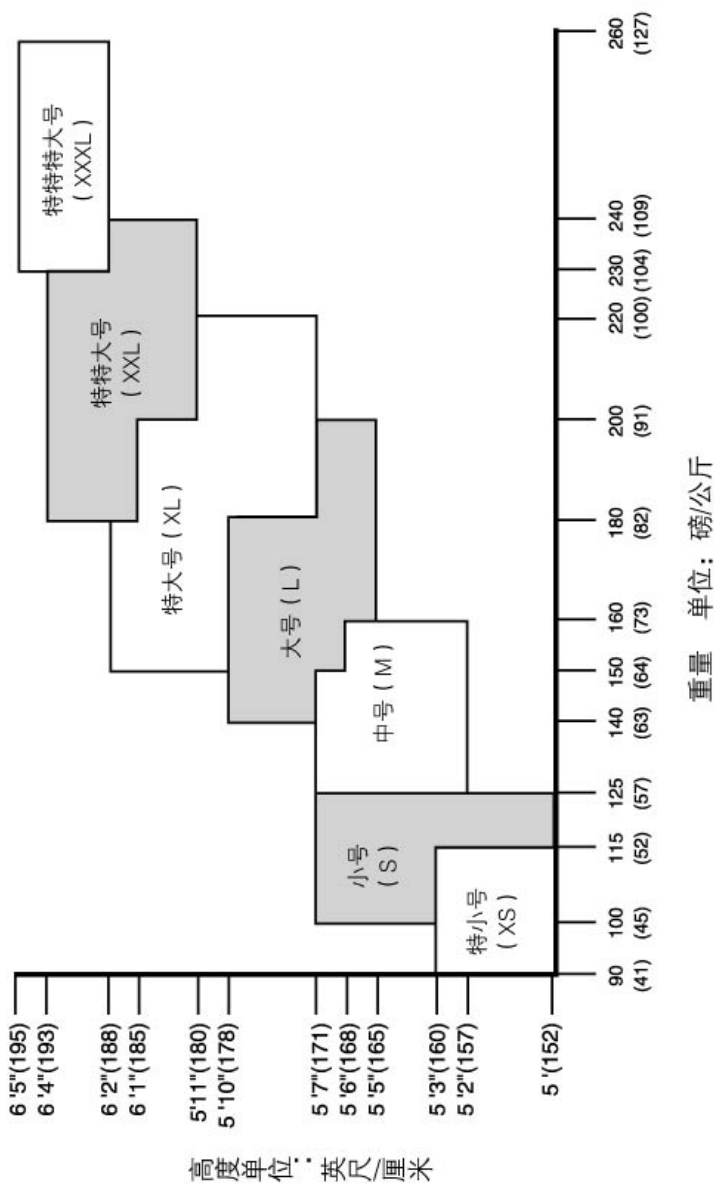 6 '5"(195)
6 '4"(193)
6 '2"(188)
6 '1"(185)
5'11"(180)
5 '10"(178)
5 '7"(171)
5 '6"(168)
5 '5"(165)
5 '3"(160)
5 '2"(157)
5 '(152)
高度单位：英尺/厘米
特特特大号
( XXXL )
特特大号
( XXL )
特大号 ( XL )
大号 ( L )
中号 ( M )
小号
( S )
特小号
( XS )
90
(41)
100
(45)
115
(52)
125
(57)
140
(63)
150
(64)
160
(73)
180
(82)
200
(91)
220
(100)
230
(104)
240
(109)
260
(127)
重量 单位：磅/公斤